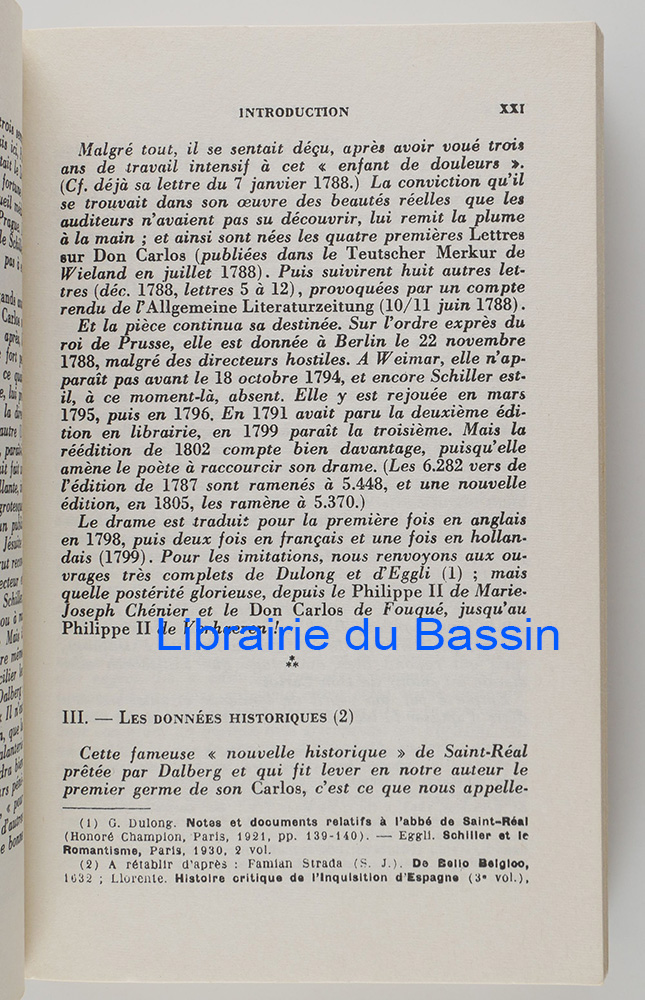 INTRODUCTION XXI
Malgré tout, il se sentait déçu, après avoir voué trois
ans de travail intensif à cet « enfant de douleurs ».
(Cf. déjà sa lettre du 7 janvier 1788.) La conviction qu'il
se trouvait dans son œuvre des beautés réelles que les
auditeurs n'avaient pas su découvrir, lui remit la plume
à la main ; et ainsi sont nées les quatre premières Lettres
sur Don Carlos (publiées dans le Teutscher Merkur de
Wieland en juillet 1788). Puis suivirent huit autres let-
tres (déc. 1788, lettres 5 à 12), provoquées par un compte
rendu de l'Allgemeine Literaturzeitung (10/11 juin 1788).
Et la pièce continua sa destinée. Sur l'ordre exprès du
roi de Prusse, elle est donnée à Berlin le 22 novembre
1788, malgré des directeurs hostiles. A Weimar, elle n'ap-
paraît pas avant le 18 octobre 1794, et encore Schiller est-
il, à ce moment-là, absent. Elle y est rejouée en mars
1795, puis en 1796. En 1791 avait paru la deuxième édi-
tion en librairie, en 1799 paraît la troisième. Mais la
réédition de 1802 compte bien davantage, puisqu'elle
amène le poète à raccourcir son drame. (Les 6.282 vers de
l'édition de 1787 sont ramenés à 5.448, et une nouvelle
édition, en 1805, les ramène à 5.370.)
Le drame est traduit pour la première fois en anglais
en 1798, puis deux fois en français et une fois en hollan-
dais (1799). Pour les imitations, nous renvoyons aux ou-
vrages très complets de Dulong et d'Eggli (1) ; mais
quelle postérité glorieuse, depuis le Philippe II de Marie-
Joseph Chénier et le Don Carlos de Fouqué, jusqu'au
Philippe II de Verhaeren !
Librairie du Bassin
III. — LES DONNÉES HISTORIQUES (2)
Cette fameuse « nouvelle historique » de Saint-Réal
prêtée par Dalberg et qui fit lever en notre auteur le
premier germe de son Carlos, c'est ce que nous appelle-
(1) G. Dulong. Notes et documents relatifs à l'abbé de Saint-Réal
(Honoré Champion, Paris, 1921, pp. 139-140). — Eggli. Schiller et le
Romantisme, Paris, 1930, 2 vol.
(2) A rétablir d'après : Famian Strada (S. J.). De Bello Belgico,
1632 ; Llorente. Histoire critique de l'Inquisition d'Espagne (3e vol.),